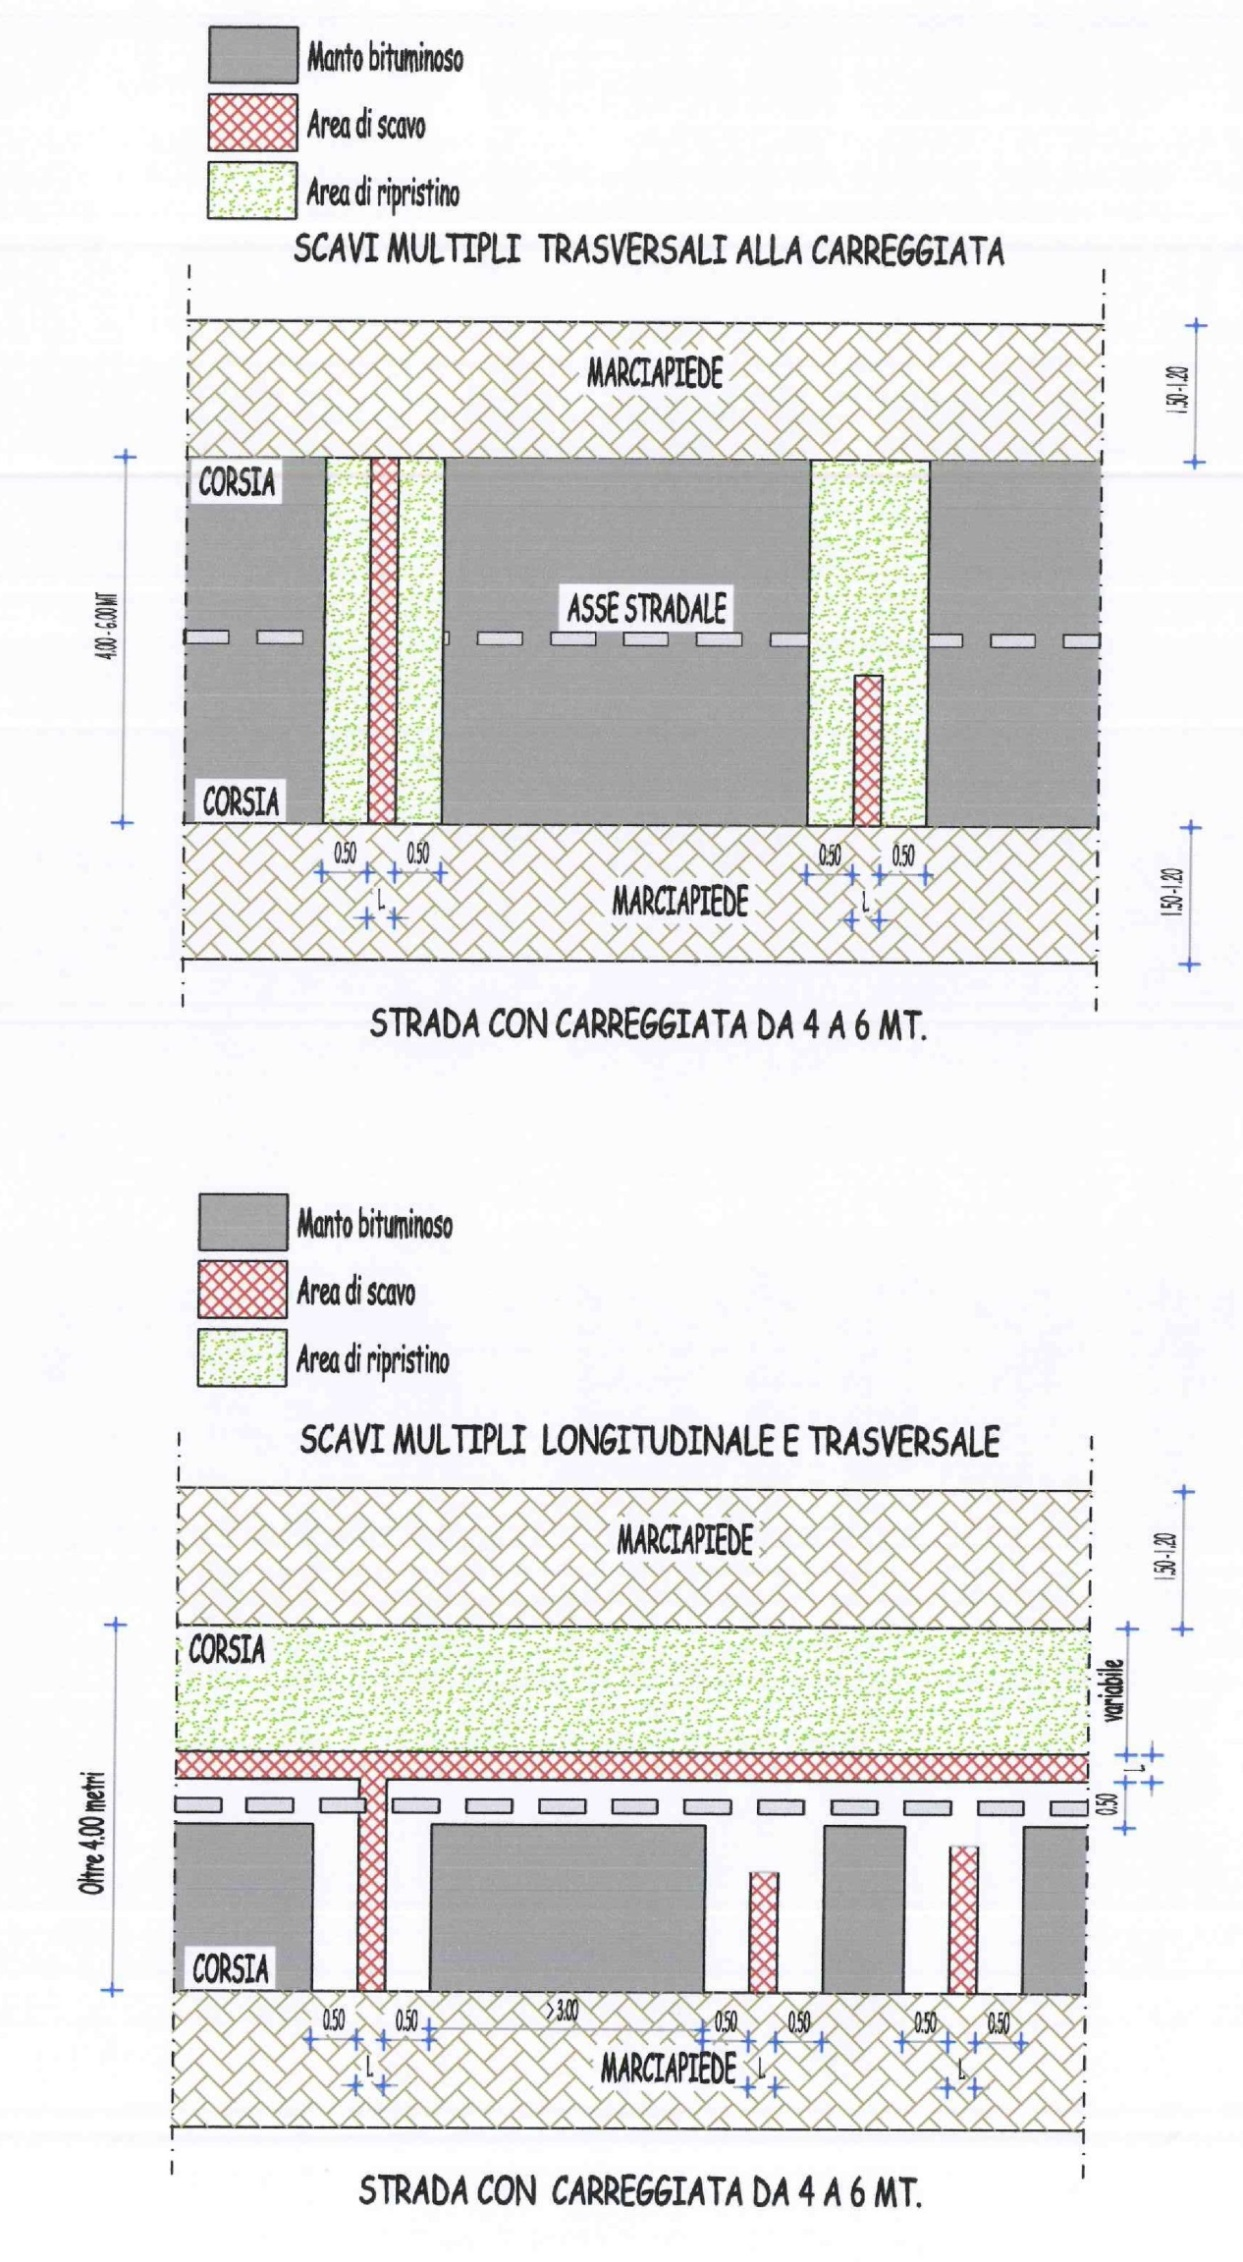 Manto bituminoso
Area di scavo
Area di ripristino
SCAVI MULTIPLI TRASVERSALI ALLA CARREGGIATA
MARCIAPIEDE
1.50-1.20
CORSIA
4.00-6.00 MT
ASSE STRADALE
CORSIA
0.50 0.50 0.50 0.50
L L
MARCIAPIEDE
1.50-1.20
STRADA CON CARREGGIATA DA 4 A 6 MT.
Manto bituminoso
Area di scavo
Area di ripristino
SCAVI MULTIPLI LONGITUDINALE E TRASVERSALE
MARCIAPIEDE
1.50-1.20
CORSIA
variabile
L
0.50
Oltre 4.00 metri
CORSIA
0.50 0.50 >3.00 0.50 0.50 0.50 0.50
L L L
MARCIAPIEDE
STRADA CON CARREGGIATA DA 4 A 6 MT.